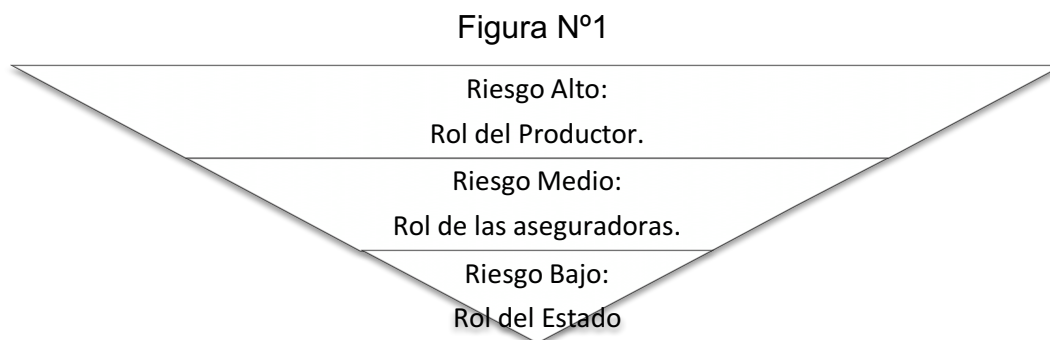 Figura Nº1
Riesgo Alto:
Rol del Productor.
Riesgo Medio:
Rol de las aseguradoras.
Riesgo Bajo:
Rol del Estado